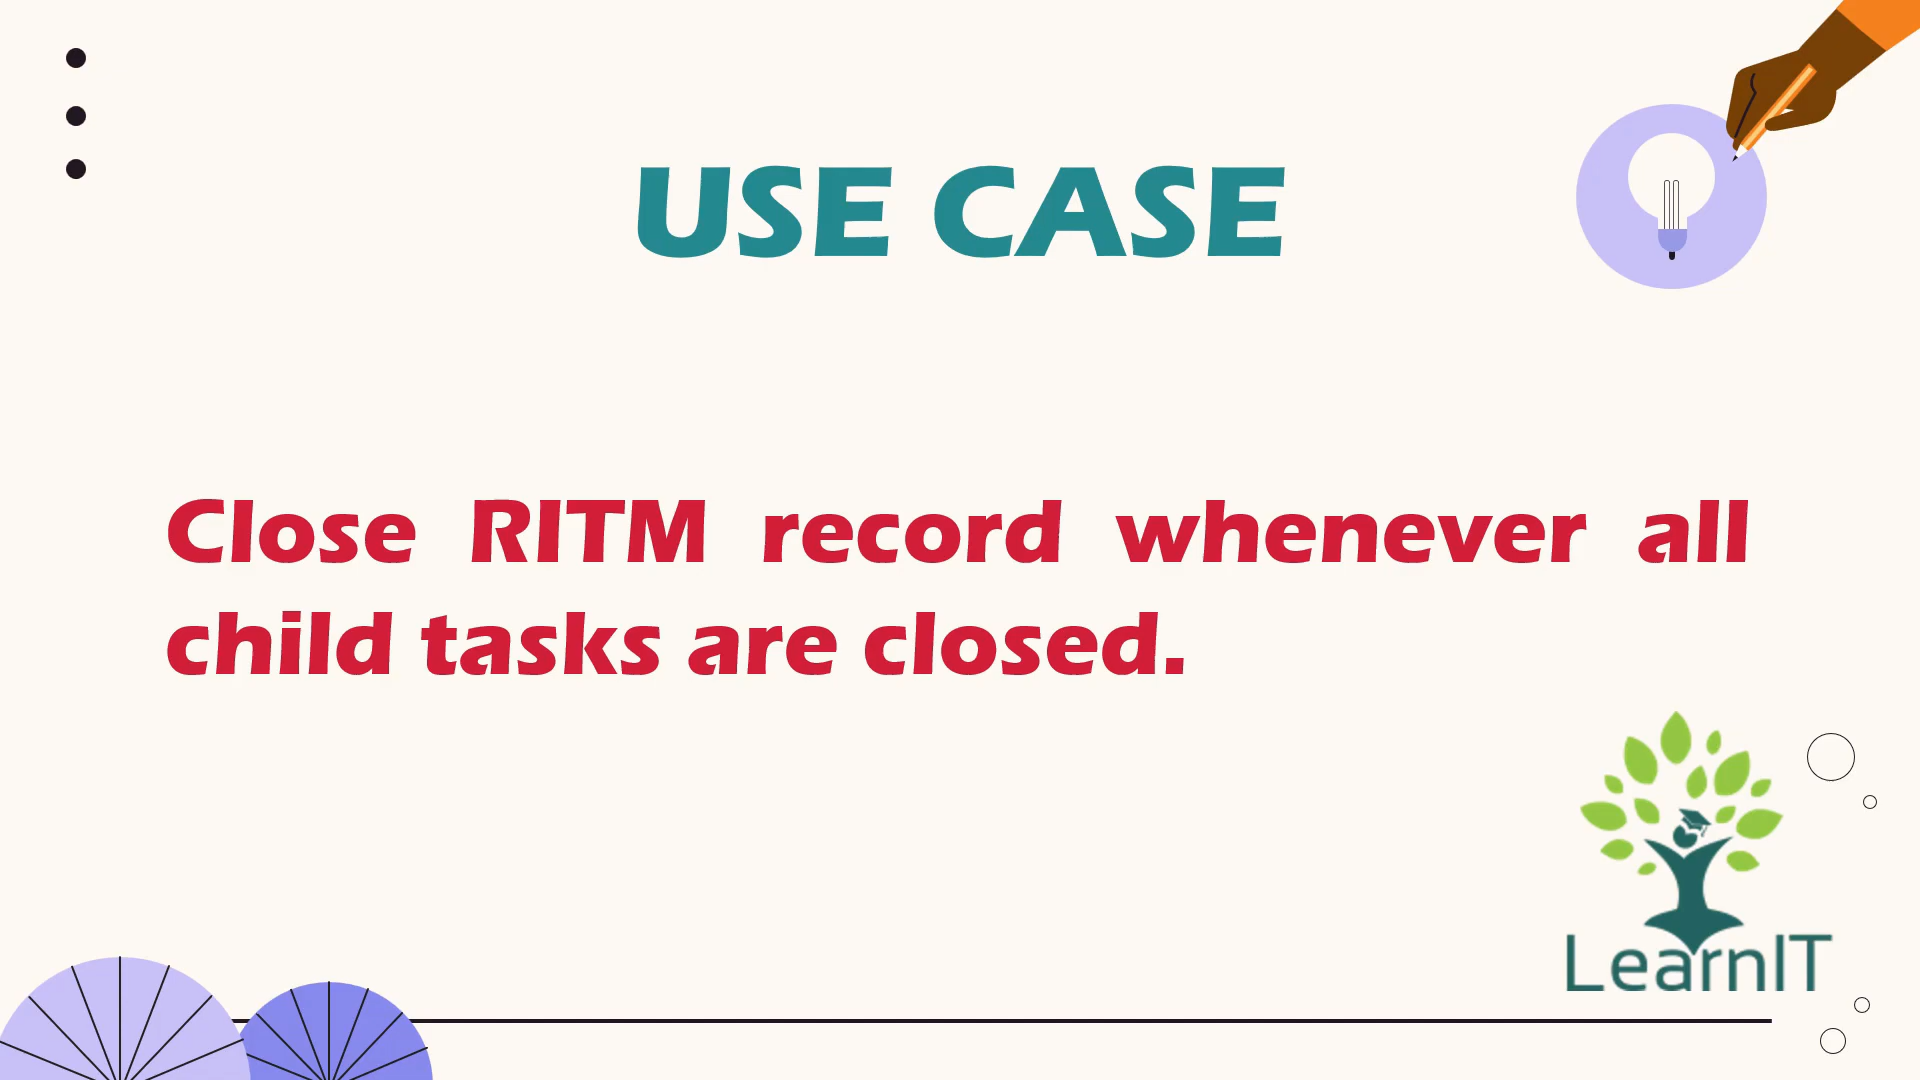 USE CASE
Close RITM record whenever all
child tasks are closed.
LearnIT